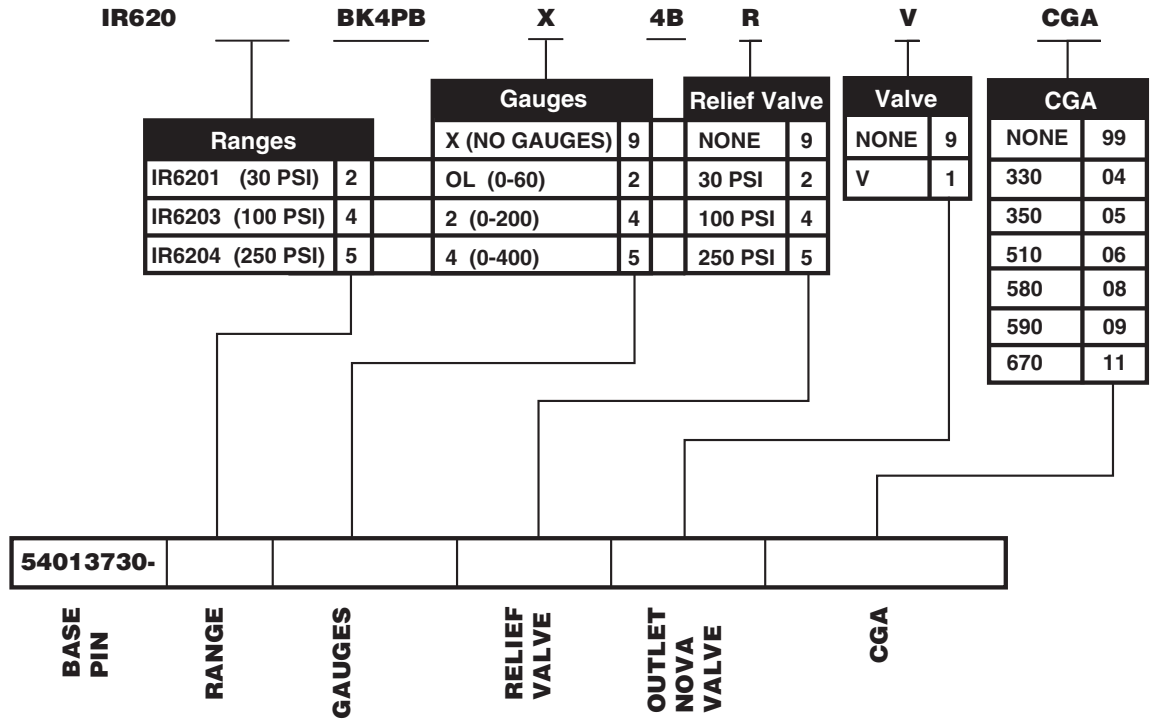 IR620 BK4PB X 4B R V CGA
Ranges
IR6201 (30 PSI) 2
IR6203 (100 PSI) 4
IR6204 (250 PSI) 5
Gauges
X (NO GAUGES) 9
OL (0-60) 2
2 (0-200) 4
4 (0-400) 5
Relief Valve
NONE 9
30 PSI 2
100 PSI 4
250 PSI 5
Valve
NONE 9
V 1
CGA
NONE 99
330 04
350 05
510 06
580 08
590 09
670 11
54013730-
BASE
PIN
RANGE
GAUGES
RELIEF
VALVE
OUTLET
NOVA
VALVE
CGA